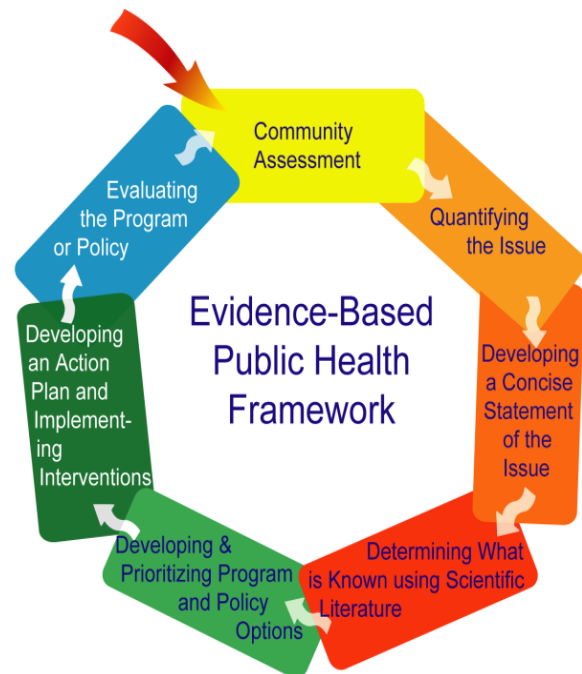 Community
Assessment
Quantifying
the Issue
Developing
a Concise
Statement
of the
Issue
Determining What
is Known using Scientific
Literature
Developing &
Prioritizing Program
and Policy
Options
Developing
an Action
Plan and
Implement-
ing
Interventions
Evaluating
the Program
or Policy
Evidence-Based
Public Health
Framework